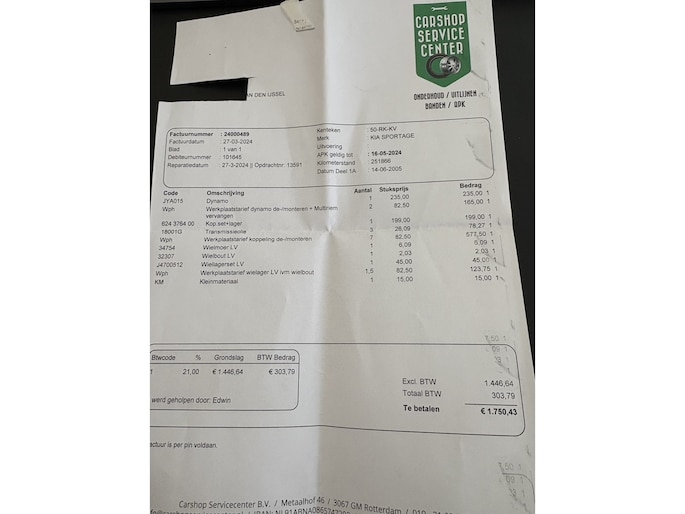 CARSHOP
SERVICE
CENTER
ONDERHOUD / UITLIJNEN
BANDEN / APK
AN DEN IJSSEL
Factuurnummer : 24000489
Factuurdatum : 27-03-2024
Blad : 1 van 1
Debiteurnummer : 101645
Reparatiedatum : 27-3-2024 || Opdrachtnr: 13591
Kenteken : 50-RK-KV
Merk KIA SPORTAGE
Uitvoering
APK geldig tot : 16-05-2024
Kilometerstand : 251866
Datum Deel 1A : 14-06-2005
Code Omschrijving Aantal Stuksprijs Bedrag
JYA015 Dynamo 1 235,00 235,00 1
Wph Werkplaatstarief dynamo de-/monteren + Multiriem 2 82,50 165,00 1
vervangen
624 3764 00 Kop.set+lager 1 199,00 199,00 1
18001G Transmissieolie 3 26,09 78,27 1
Wph Werkplaatstarief koppeling de-/monteren 7 82,50 577,50 1
34754 Wielmoer LV 1 6,09 1
32307 Wielbout LV 1 2,03 2,03 1
J4700512 Wiellagerset LV 1 45,00 45,00 1
Wph Werkplaatstarief wielager LV ivm wielbout 1,5 82,50 123,75 1
KM Kleinmateriaal 1 15,00 15,00 1
Btwcode % Grondslag BTW Bedrag
1 21,00 € 1.446,64 € 303,79
werd geholpen door: Edwin
Excl. BTW 1.446,64
Totaal BTW 303,79
Te betalen € 1.750,43
actuur is per pin voldaan.
Carshop Servicecenter B.V. / Metaalhof 46 / 3067 GM Rotterdam